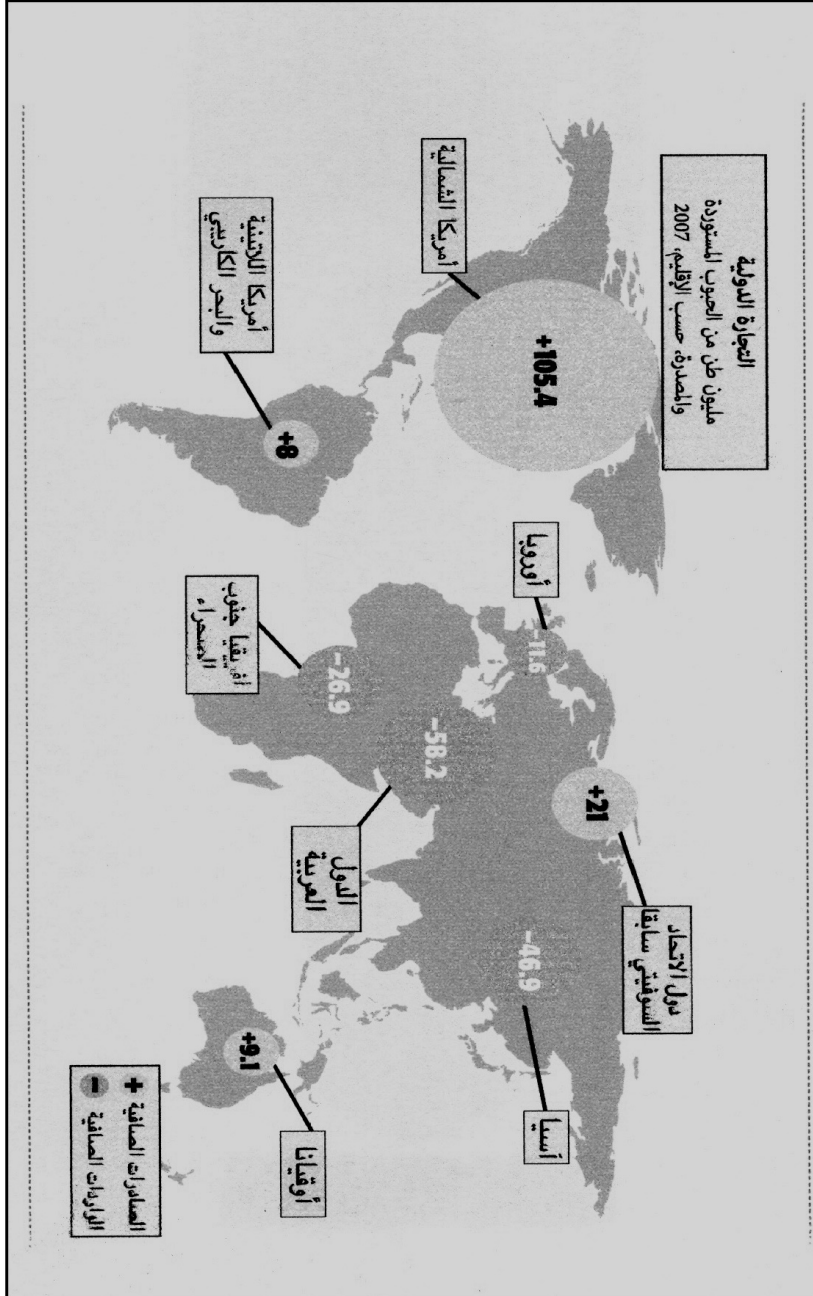 التجارة الدولية
مليون طن من الحبوب المستوردة
والمصدرة، حسب الإقليم، 2007
أمريكا الشمالية
+105.4
أمريكا اللاتينية
والبحر الكاريبي
+8
أوروبا
-11.6
افريقيا جنوب
الصحراء
-26.9
الدول
العربية
-58.2
دول الاتحاد
السوفيتي سابقا
+21
آسيا
-46.9
أوقيانا
+9.1
+ الصادرات الصافية
- الواردات الصافية